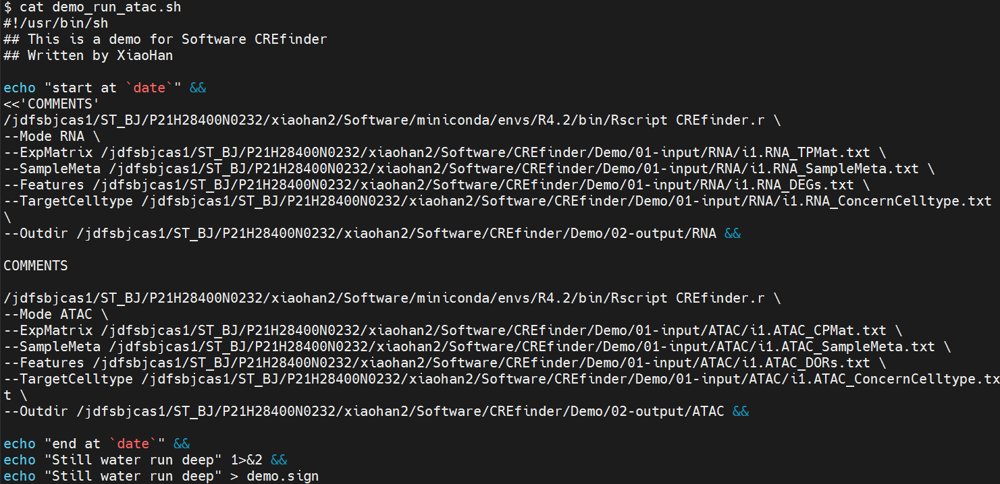 $ cat demo_run_atac.sh
#!/usr/bin/sh
## This is a demo for Software CREfinder
## Written by XiaoHan
echo "start at `date`" &&
<<'COMMENTS'
/jdfsbjcas1/ST_BJ/P21H28400N0232/xiaohan2/Software/miniconda/envs/R4.2/bin/Rscript CREfinder.r \
--Mode RNA \
--ExpMatrix /jdfsbjcas1/ST_BJ/P21H28400N0232/xiaohan2/Software/CREfinder/Demo/01-input/RNA/i1.RNA_TPMat.txt \
--SampleMeta /jdfsbjcas1/ST_BJ/P21H28400N0232/xiaohan2/Software/CREfinder/Demo/01-input/RNA/i1.RNA_SampleMeta.txt \
--Features /jdfsbjcas1/ST_BJ/P21H28400N0232/xiaohan2/Software/CREfinder/Demo/01-input/RNA/i1.RNA_DEGs.txt \
--TargetCelltype /jdfsbjcas1/ST_BJ/P21H28400N0232/xiaohan2/Software/CREfinder/Demo/01-input/RNA/i1.RNA_ConcernCelltype.txt
\
--Outdir /jdfsbjcas1/ST_BJ/P21H28400N0232/xiaohan2/Software/CREfinder/Demo/02-output/RNA &&
COMMENTS
/jdfsbjcas1/ST_BJ/P21H28400N0232/xiaohan2/Software/miniconda/envs/R4.2/bin/Rscript CREfinder.r \
--Mode ATAC \
--ExpMatrix /jdfsbjcas1/ST_BJ/P21H28400N0232/xiaohan2/Software/CREfinder/Demo/01-input/ATAC/i1.ATAC_CPMat.txt \
--SampleMeta /jdfsbjcas1/ST_BJ/P21H28400N0232/xiaohan2/Software/CREfinder/Demo/01-input/ATAC/i1.ATAC_SampleMeta.txt \
--Features /jdfsbjcas1/ST_BJ/P21H28400N0232/xiaohan2/Software/CREfinder/Demo/01-input/ATAC/i1.ATAC_DORs.txt \
--TargetCelltype /jdfsbjcas1/ST_BJ/P21H28400N0232/xiaohan2/Software/CREfinder/Demo/01-input/ATAC/i1.ATAC_ConcernCelltype.tx
t \
--Outdir /jdfsbjcas1/ST_BJ/P21H28400N0232/xiaohan2/Software/CREfinder/Demo/02-output/ATAC &&
echo "end at `date`" &&
echo "Still water run deep" 1>&2 &&
echo "Still water run deep" > demo.sign